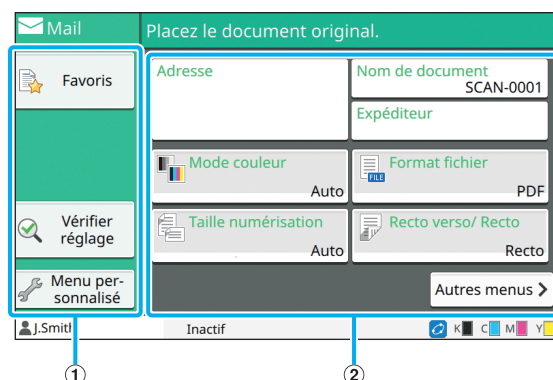 Mail
Placez le document original.
Favoris
Vérifier
réglage
Menu per-
sonnalisé
Adresse
Nom de document
SCAN-0001
Expéditeur
Mode couleur
Auto
Format fichier
FILE
PDF
Taille numérisation
Auto
Recto verso/ Recto
Recto
Autres menus
J.Smith
Inactif
K C M Y
1
2